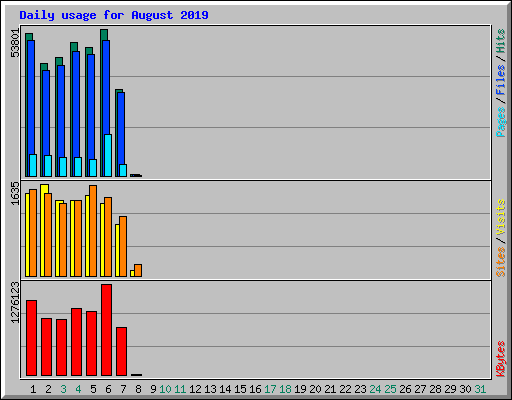 Daily usage for August 2019
53801
Pages / Files / Hits
1635
Sites / Visits
1276123
KBytes
1 2 3 4 5 6 7 8 9 10 11 12 13 14 15 16 17 18 19 20 21 22 23 24 25 26 27 28 29 30 31